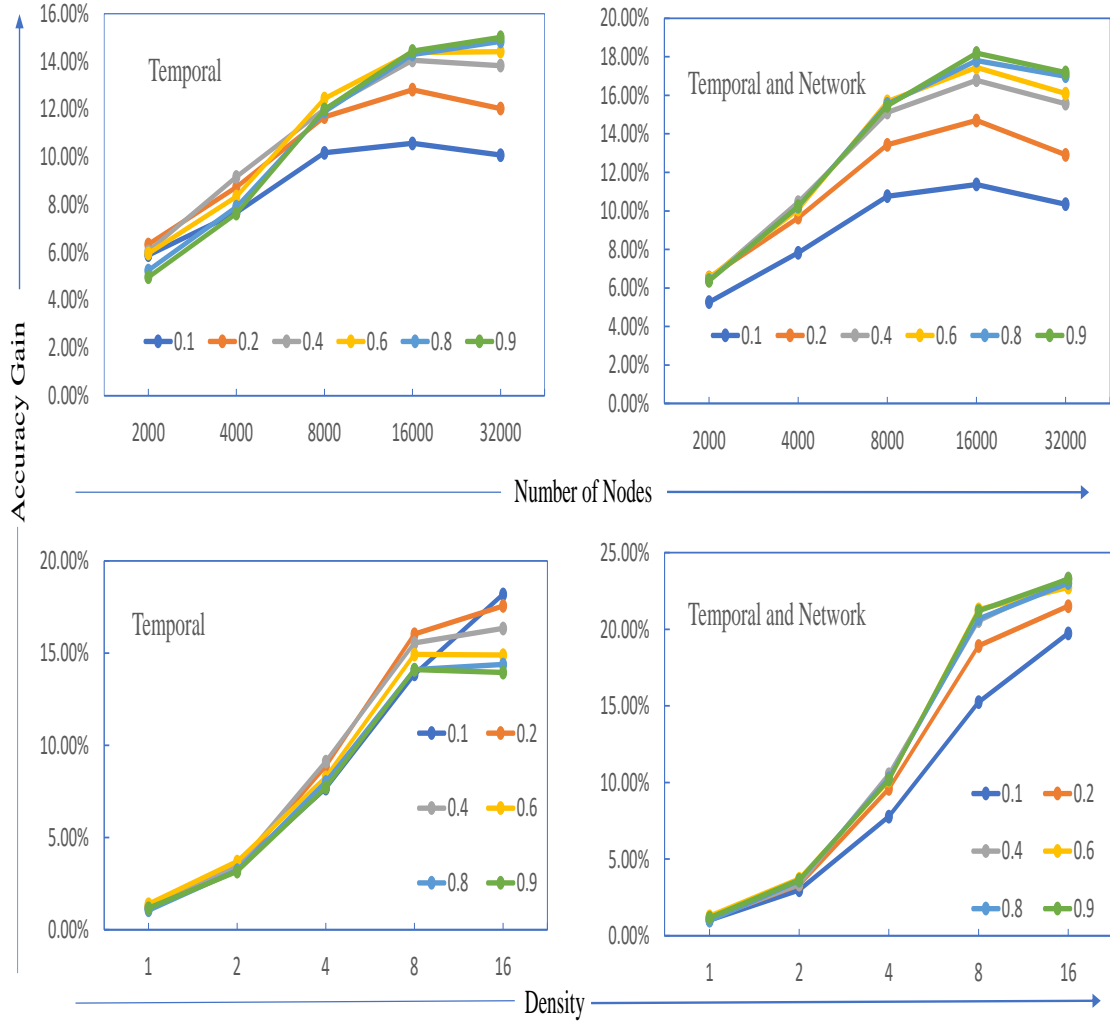 Accuracy Gain
16.00%
14.00%
12.00%
10.00%
8.00%
6.00%
4.00%
2.00%
0.00%
Temporal
0.1 0.2 0.4 0.6 0.8 0.9
2000 4000 8000 16000 32000
20.00%
18.00%
16.00%
14.00%
12.00%
10.00%
8.00%
6.00%
4.00%
2.00%
0.00%
Temporal and Network
0.1 0.2 0.4 0.6 0.8 0.9
2000 4000 8000 16000 32000
Number of Nodes
20.00%
15.00%
10.00%
5.00%
0.00%
Temporal
0.1 0.2
0.4 0.6
0.8 0.9
1 2 4 8 16
25.00%
20.00%
15.00%
10.00%
5.00%
0.00%
Temporal and Network
0.1 0.2
0.4 0.6
0.8 0.9
1 2 4 8 16
Density